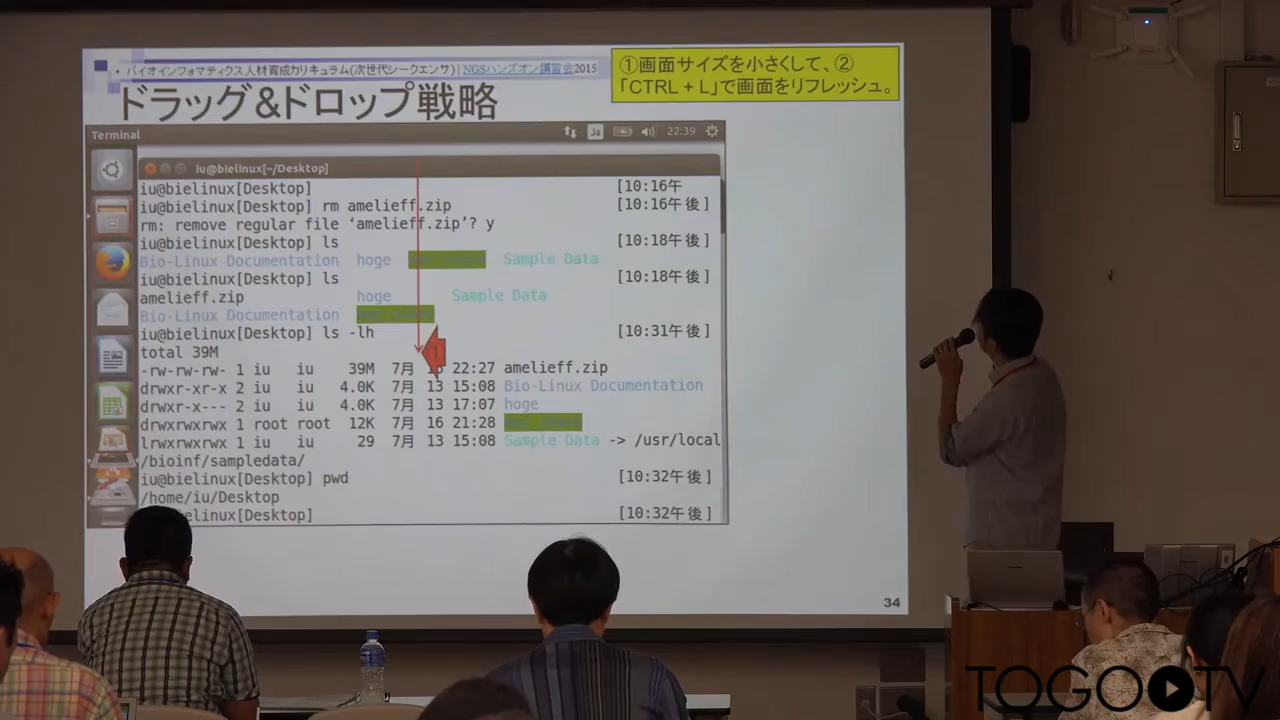 • バイオインフォマティクス人材育成カリキュラム(次世代シークエンサ) | NGSハンズオン講習会2015
①画面サイズを小さくして、②
「CTRL + L」で画面をリフレッシュ。
ドラッグ&ドロップ戦略
Terminal
Ja
22:39
iu@bielinux[~/Desktop]
iu@bielinux[Desktop] [10:16午
iu@bielinux[Desktop] rm amelieff.zip [10:16午後]
rm: remove regular file ‘amelieff.zip’? y
iu@bielinux[Desktop] ls [10:18午後]
Bio-Linux Documentation hoge Sample Data
iu@bielinux[Desktop] ls [10:18午後]
amelieff.zip hoge Sample Data
Bio-Linux Documentation
iu@bielinux[Desktop] ls -lh [10:31午後]
total 39M
-rw-rw-rw- 1 iu iu 39M 7月 22:27 amelieff.zip
drwxr-xr-x 2 iu iu 4.0K 7月 13 15:08 Bio-Linux Documentation
drwxr-x--- 2 iu iu 4.0K 7月 13 17:07 hoge
drwxrwxrwx 1 root root 12K 7月 16 21:28
lrwxrwxrwx 1 iu iu 29 7月 13 15:08 Sample Data -> /usr/local
/bioinf/sampledata/
iu@bielinux[Desktop] pwd [10:32午後]
/home/iu/Desktop
elinux[Desktop] [10:32午後]
34
TOGOTV